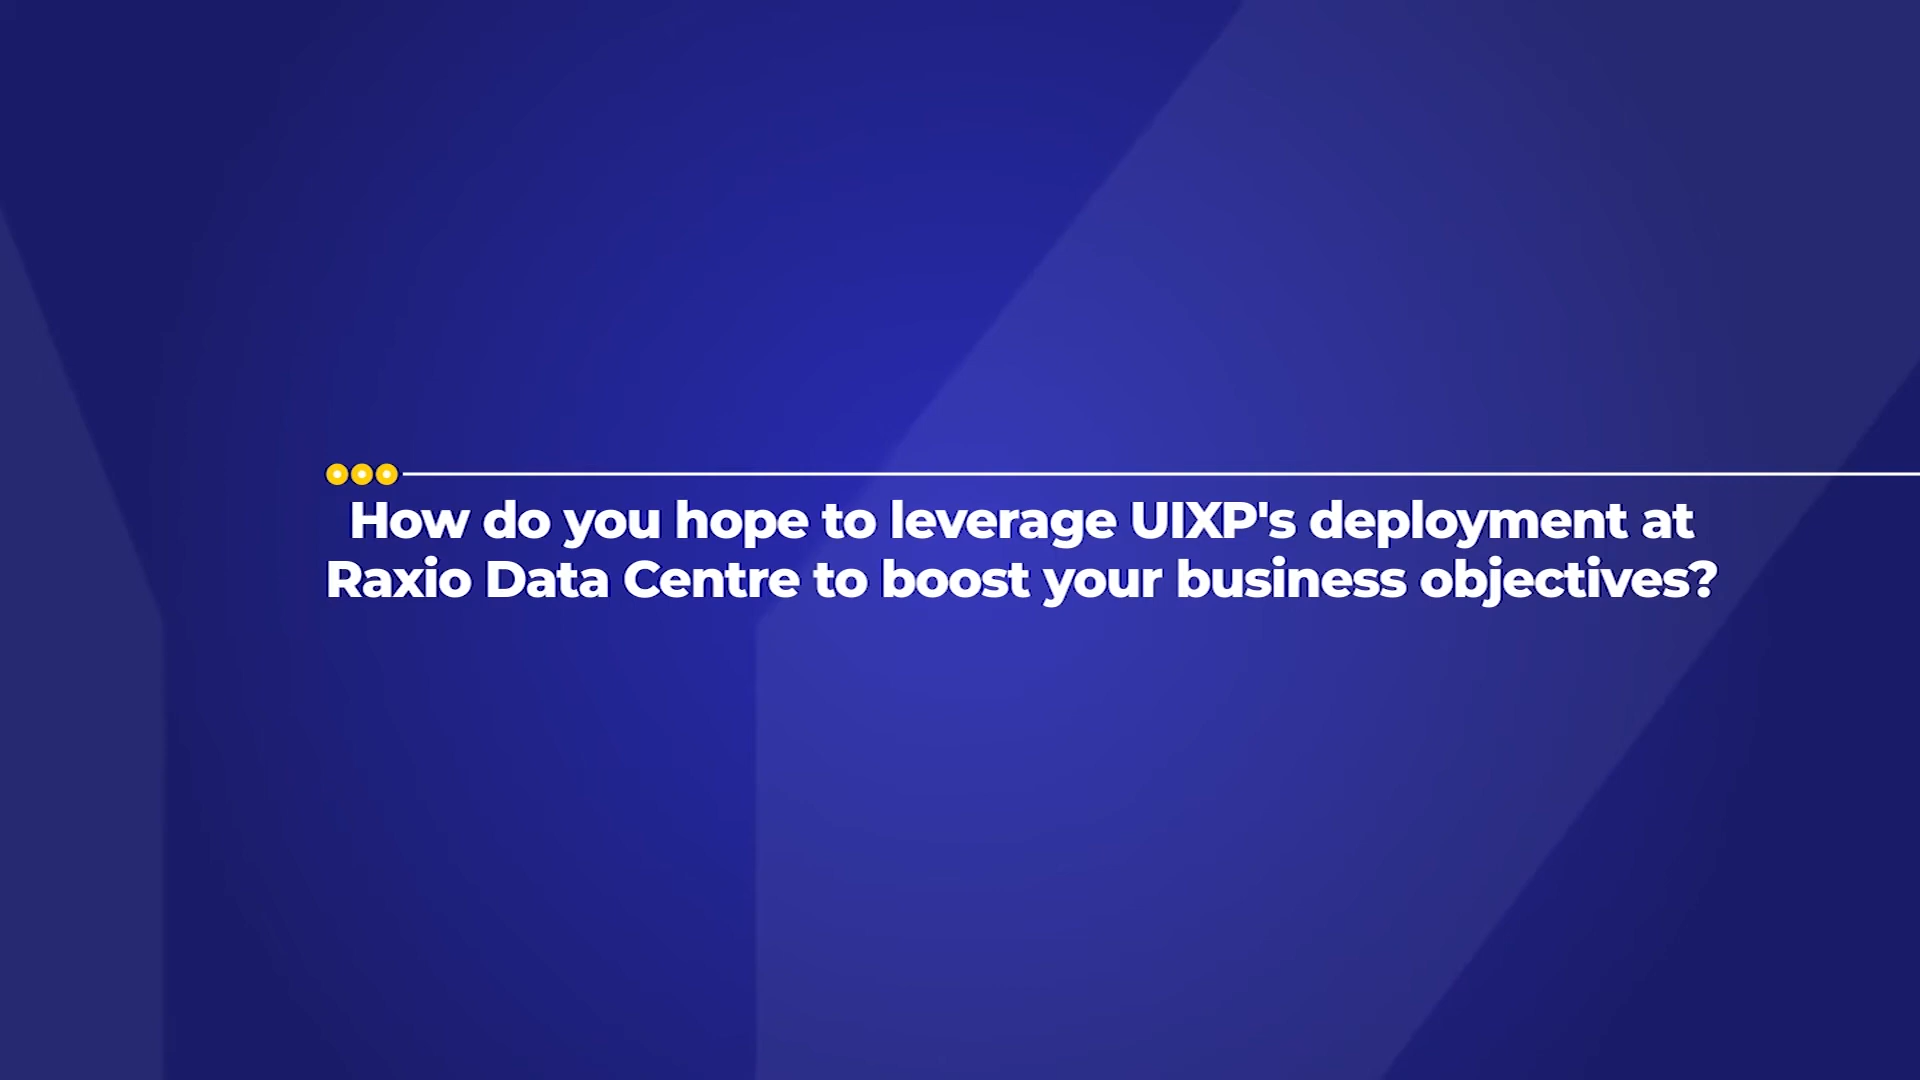 How do you hope to leverage UIXP's deployment at
Raxio Data Centre to boost your business objectives?